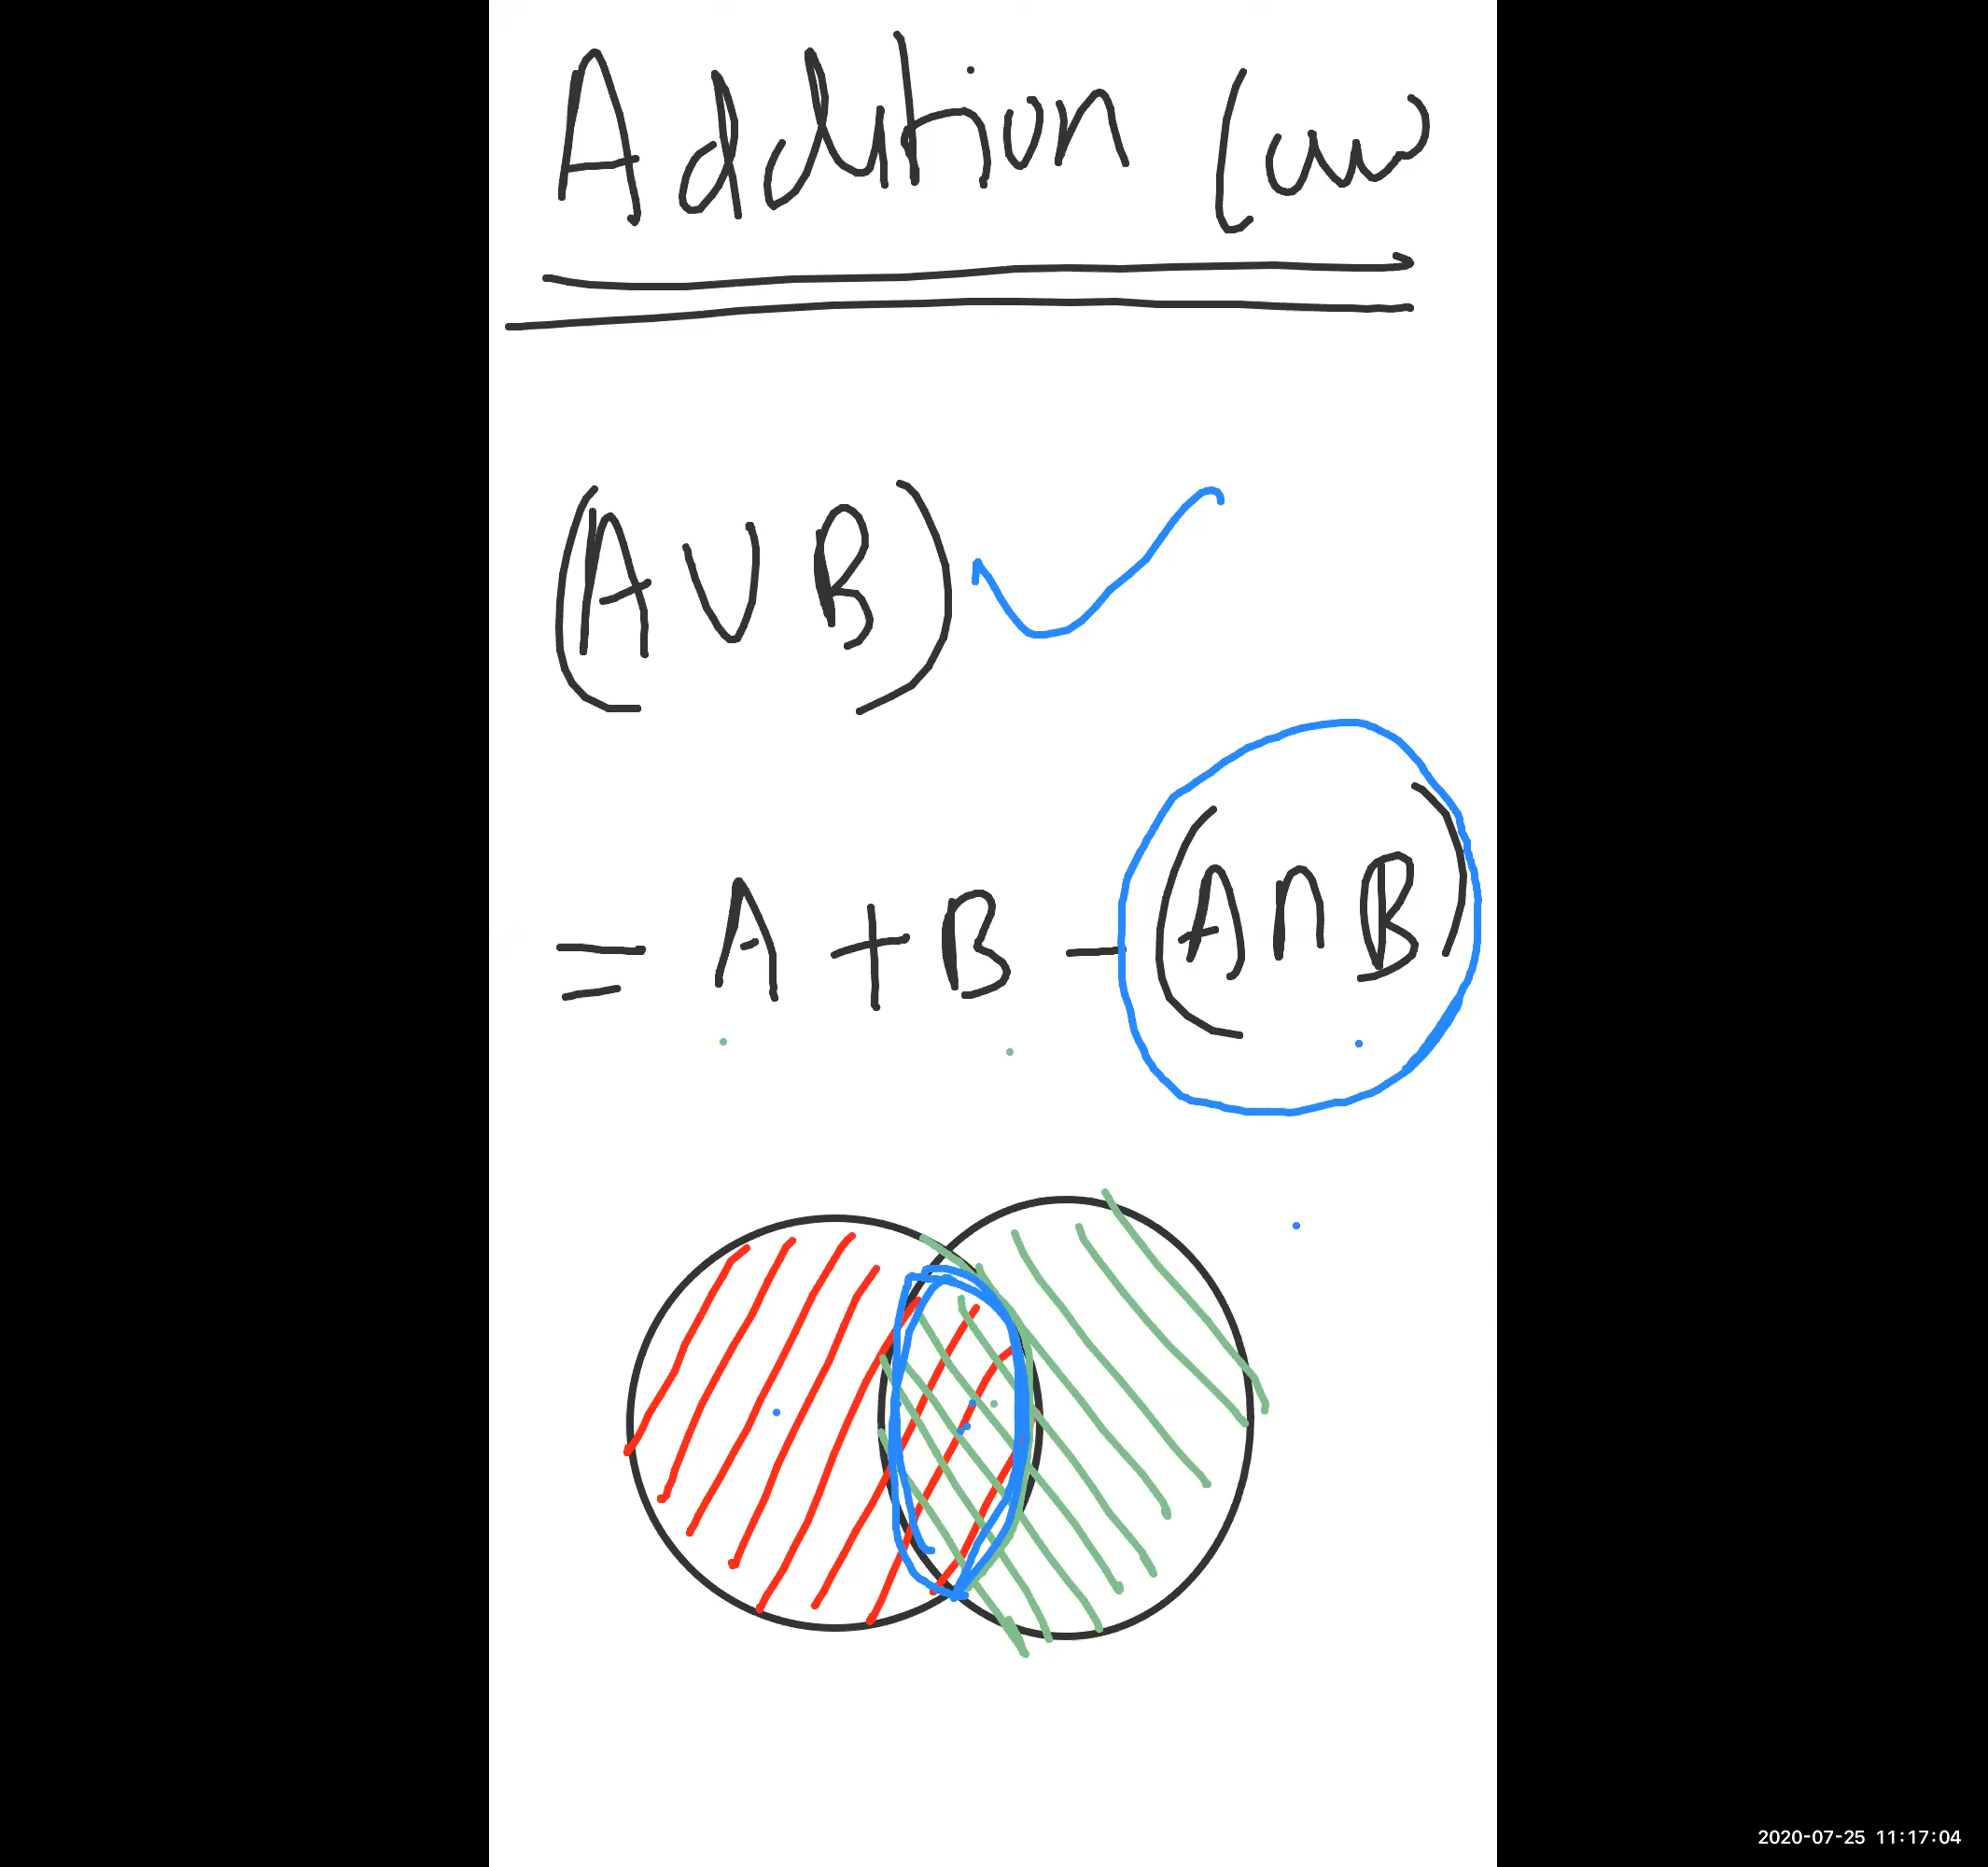 Addition law
(A∪B)
= A + B - (A∩B)
2020-07-25 11:17:04